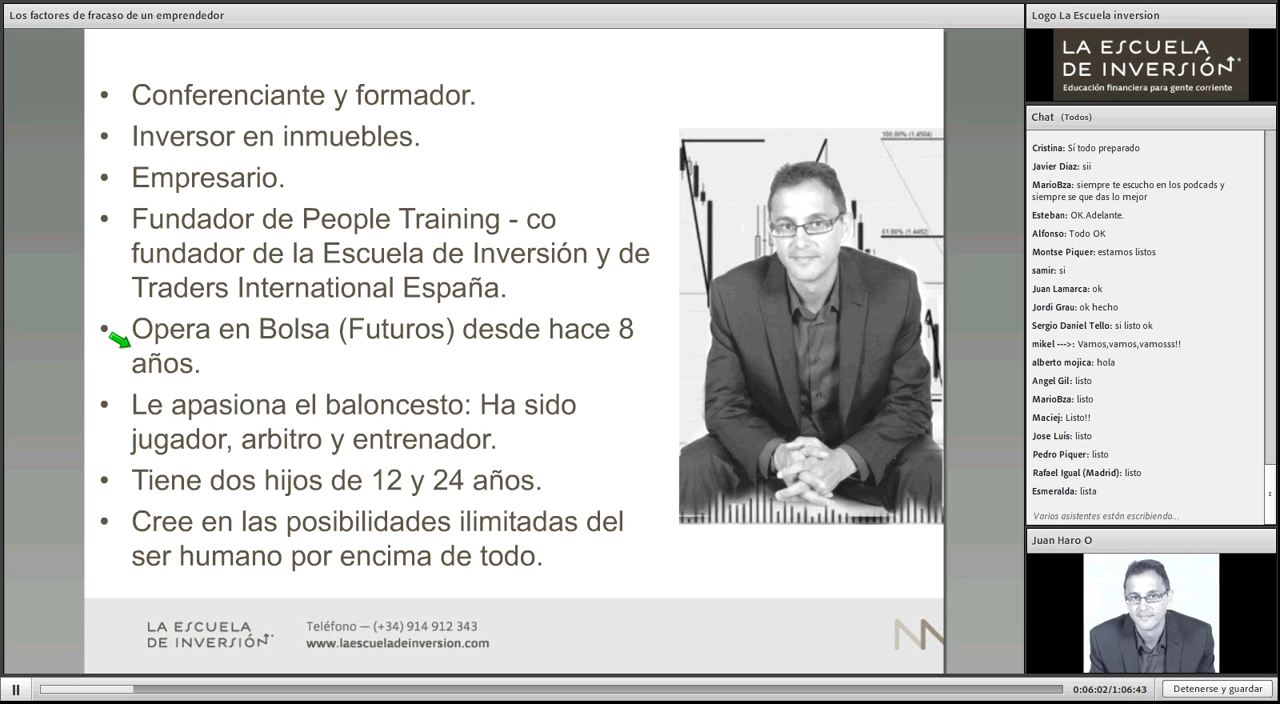 Los factores de fracaso de un emprendedor
• Conferenciante y formador.
• Inversor en inmuebles.
• Empresario.
• Fundador de People Training - co
fundador de la Escuela de Inversión y de
Traders International España.
• Opera en Bolsa (Futuros) desde hace 8
años.
• Le apasiona el baloncesto: Ha sido
jugador, arbitro y entrenador.
• Tiene dos hijos de 12 y 24 años.
• Cree en las posibilidades ilimitadas del
ser humano por encima de todo.
100.00% (1.4504)
LA ESCUELA
DE INVERSIÓN
Teléfono — (+34) 914 912 343
www.laescueladeinversion.com
Logo La Escuela inversion
LA ESCUELA
DE INVERSIÓN
Educación financiera para gente corriente
Chat (Todos)
Cristina: Sí todo preparado
Javier Diaz: sii
MarioBza: siempre te escucho en los podcads y
siempre se que das lo mejor
Esteban: OK.Adelante.
Alfonso: Todo OK
Montse Piquer: estamos listos
samir: si
Juan Lamarca: ok
Jordi Grau: ok hecho
Sergio Daniel Tello: si listo ok
mikel --->: Vamos,vamos,vamosss!!
alberto mojica: hola
Angel Gil: listo
MarioBza: listo
Maciej: Listo!!
Jose Luís: listo
Pedro Piquer: listo
Rafael Igual (Madrid): listo
Esmeralda: lista
Varios asistentes están escribiendo...
Juan Haro O
0:06:02/1:06:43
Detenerse y guardar